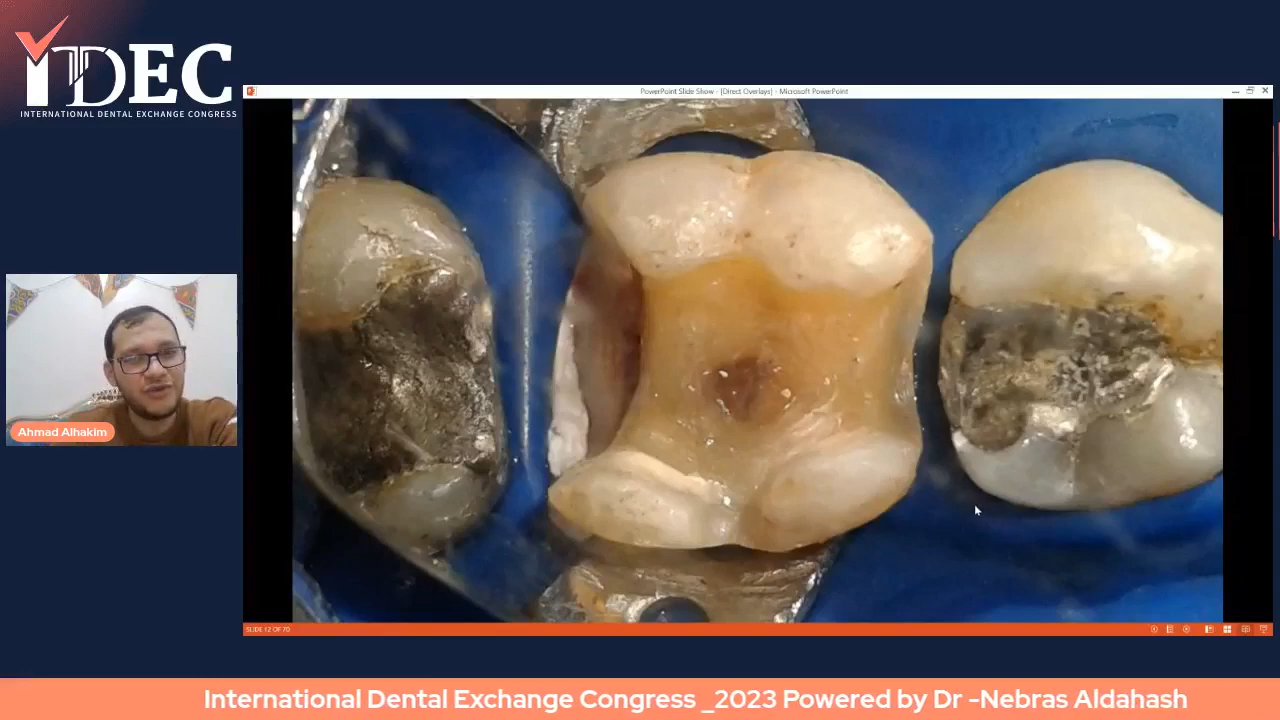 IDEC
INTERNATIONAL DENTAL EXCHANGE CONGRESS
PowerPoint Slide Show - [Direct Overlays] - Microsoft PowerPoint
Ahmad Alhakim
SLIDE 12 OF 70
International Dental Exchange Congress _2023 Powered by Dr -Nebras Aldahash